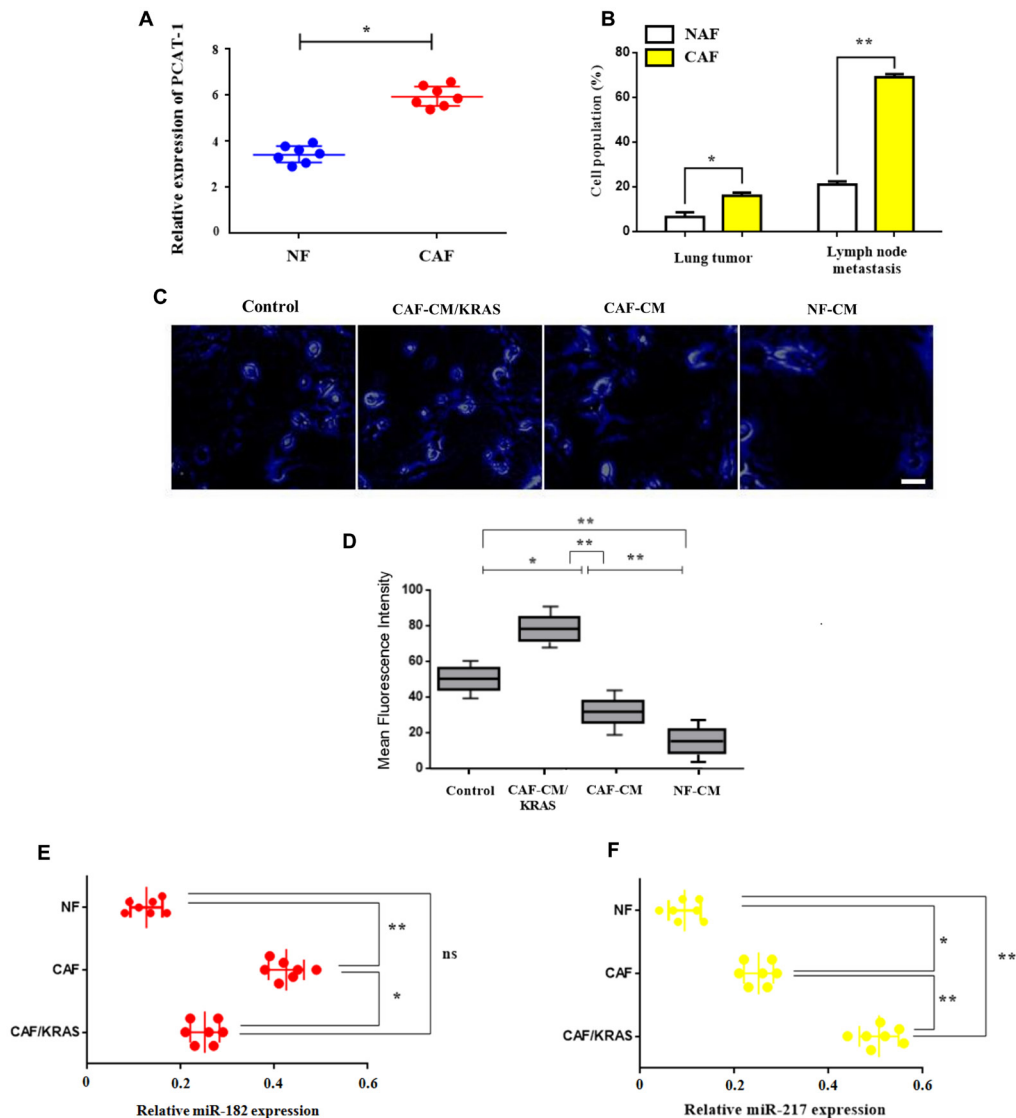 A
Relative expression of PCAT-1
*
8
6
4
2
0
NF
CAF
B
NAF
CAF
Cell population (%)
80
60
40
20
0
*
**
Lung tumor
Lymph node
metastasis
C
Control
CAF-CM/KRAS
CAF-CM
NF-CM
D
**
**
*
**
Mean Fluorescence Intensity
100
80
60
40
20
0
Control
CAF-CM/
KRAS
CAF-CM
NF-CM
E
NF
CAF
CAF/KRAS
**
*
ns
0
0.2
0.4
0.6
Relative miR-182 expression
F
NF
CAF
CAF/KRAS
*
**
**
0
0.2
0.4
0.6
Relative miR-217 expression